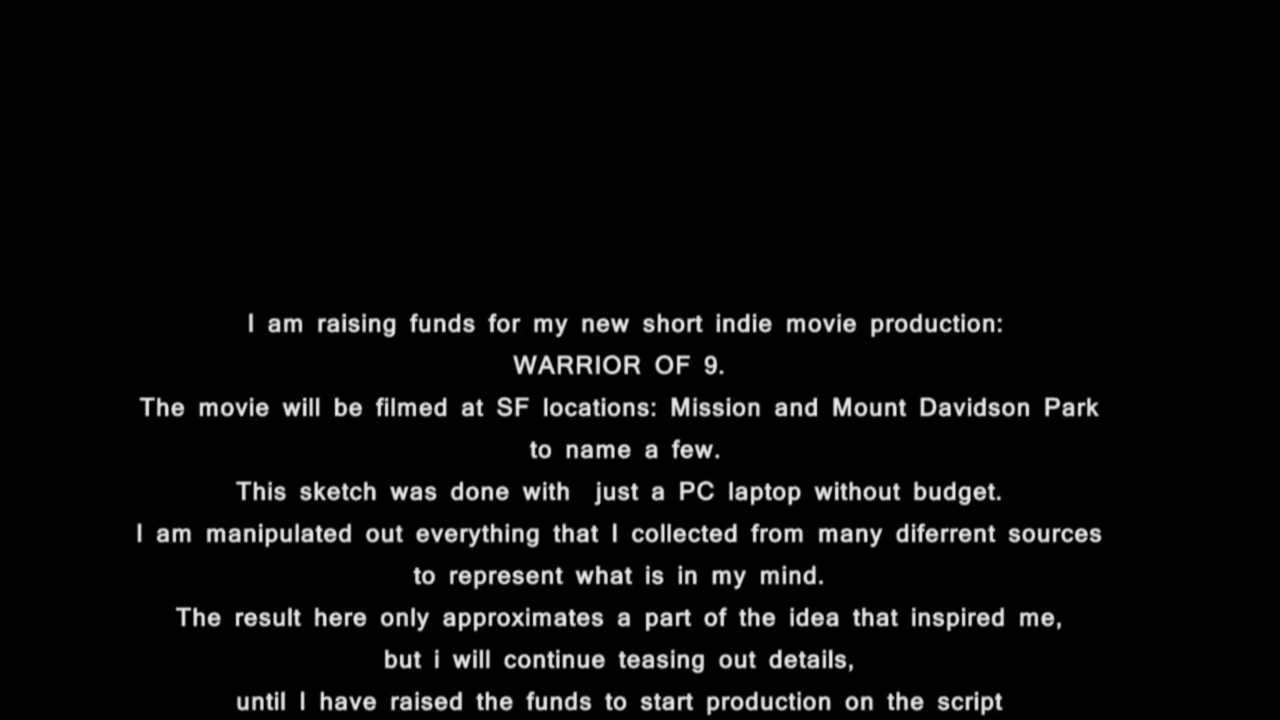 I am raising funds for my new short indie movie production:
WARRIOR OF 9.
The movie will be filmed at SF locations: Mission and Mount Davidson Park
to name a few.
This sketch was done with just a PC laptop without budget.
I am manipulated out everything that I collected from many diferrent sources
to represent what is in my mind.
The result here only approximates a part of the idea that inspired me,
but i will continue teasing out details,
until I have raised the funds to start production on the script